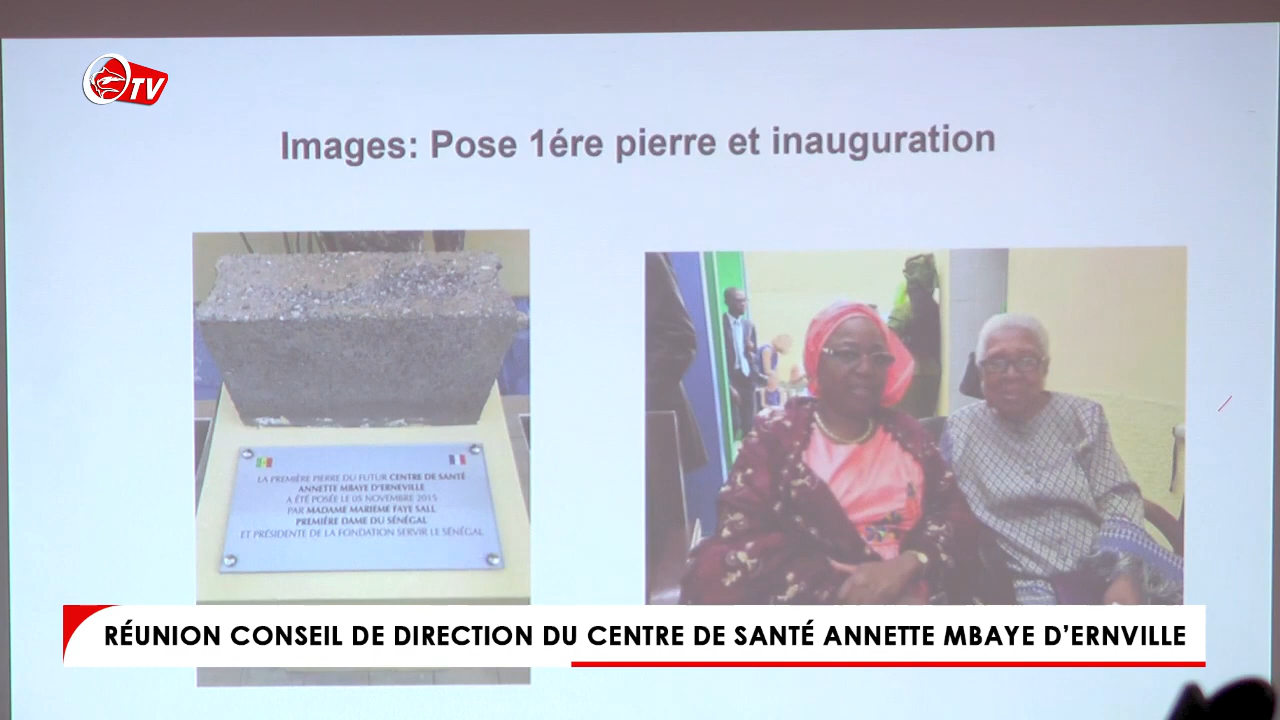 TV
Images: Pose 1ére pierre et inauguration
LA PREMIÈRE PIERRE DU FUTUR CENTRE DE SANTÉ
ANNETTE MBAYE D'ERNEVILLE
A ÉTÉ POSÉE LE 05 NOVEMBRE 2015
PAR MADAME MARIEME FAYE SALL
PREMIÈRE DAME DU SÉNÉGAL
ET PRÉSIDENTE DE LA FONDATION SERVIR LE SÉNÉGAL
RÉUNION CONSEIL DE DIRECTION DU CENTRE DE SANTÉ ANNETTE MBAYE D'ERNVILLE